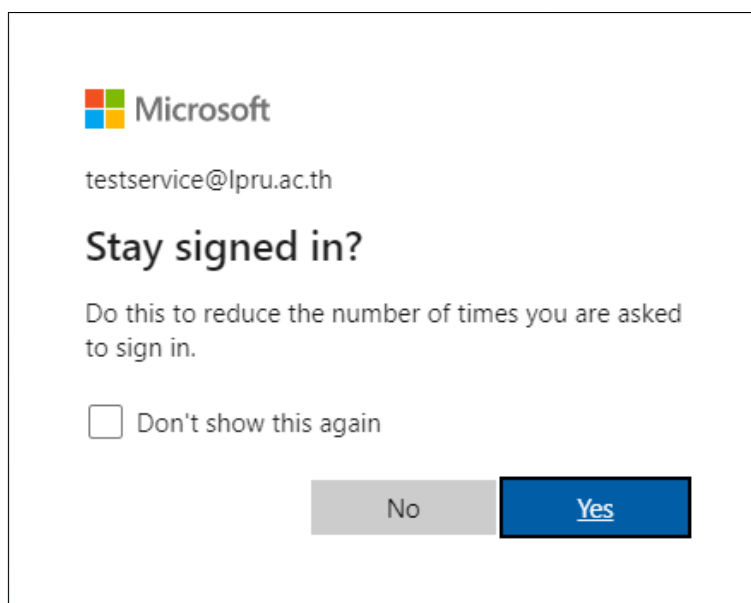 Microsoft
testservice@lpru.ac.th
Stay signed in?
Do this to reduce the number of times you are asked
to sign in.
Don't show this again
No
Yes